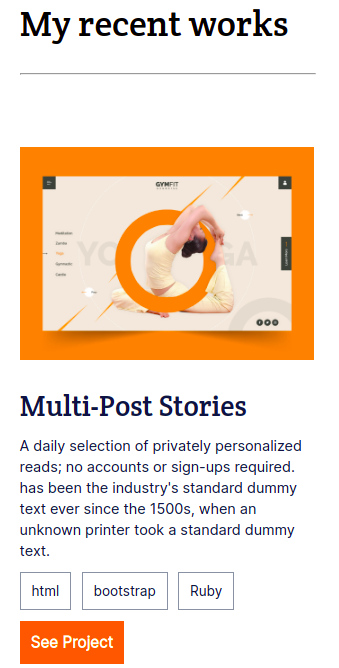 My recent works
GYMFIT
Meditation
Zumba
Yoga
Gymnastic
Cardio
YO GA
Multi-Post Stories
A daily selection of privately personalized
reads; no accounts or sign-ups required.
has been the industry's standard dummy
text ever since the 1500s, when an
unknown printer took a standard dummy
text.
html
bootstrap
Ruby
See Project